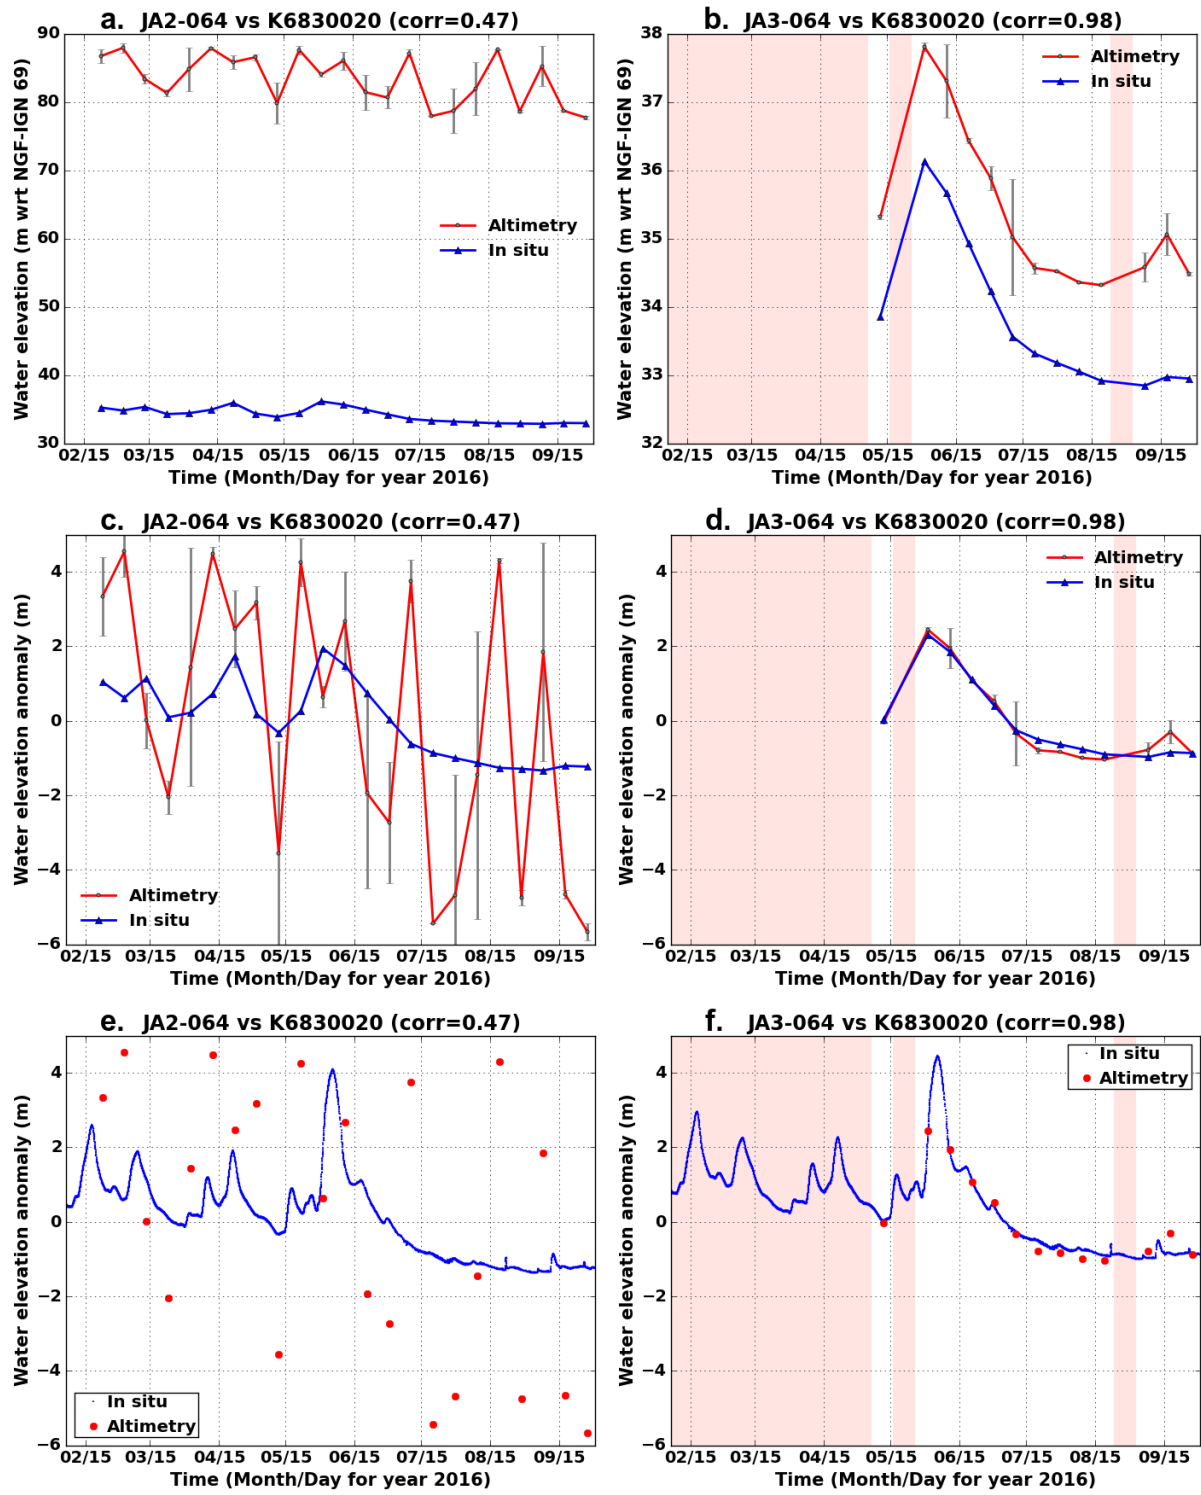 a. JA2-064 vs K6830020 (corr=0.47)
90
80
70
60
50
40
30
Water elevation (m wrt NGF-IGN 69)
Altimetry
In situ
02/15 03/15 04/15 05/15 06/15 07/15 08/15 09/15
Time (Month/Day for year 2016)
b. JA3-064 vs K6830020 (corr=0.98)
38
37
36
35
34
33
32
Water elevation (m wrt NGF-IGN 69)
Altimetry
In situ
02/15 03/15 04/15 05/15 06/15 07/15 08/15 09/15
Time (Month/Day for year 2016)
c. JA2-064 vs K6830020 (corr=0.47)
4
2
0
−2
−4
−6
Water elevation anomaly (m)
Altimetry
In situ
02/15 03/15 04/15 05/15 06/15 07/15 08/15 09/15
Time (Month/Day for year 2016)
d. JA3-064 vs K6830020 (corr=0.98)
4
2
0
−2
−4
−6
Water elevation anomaly (m)
Altimetry
In situ
02/15 03/15 04/15 05/15 06/15 07/15 08/15 09/15
Time (Month/Day for year 2016)
e. JA2-064 vs K6830020 (corr=0.47)
4
2
0
−2
−4
−6
Water elevation anomaly (m)
In situ
Altimetry
02/15 03/15 04/15 05/15 06/15 07/15 08/15 09/15
Time (Month/Day for year 2016)
f. JA3-064 vs K6830020 (corr=0.98)
4
2
0
−2
−4
−6
Water elevation anomaly (m)
In situ
Altimetry
02/15 03/15 04/15 05/15 06/15 07/15 08/15 09/15
Time (Month/Day for year 2016)